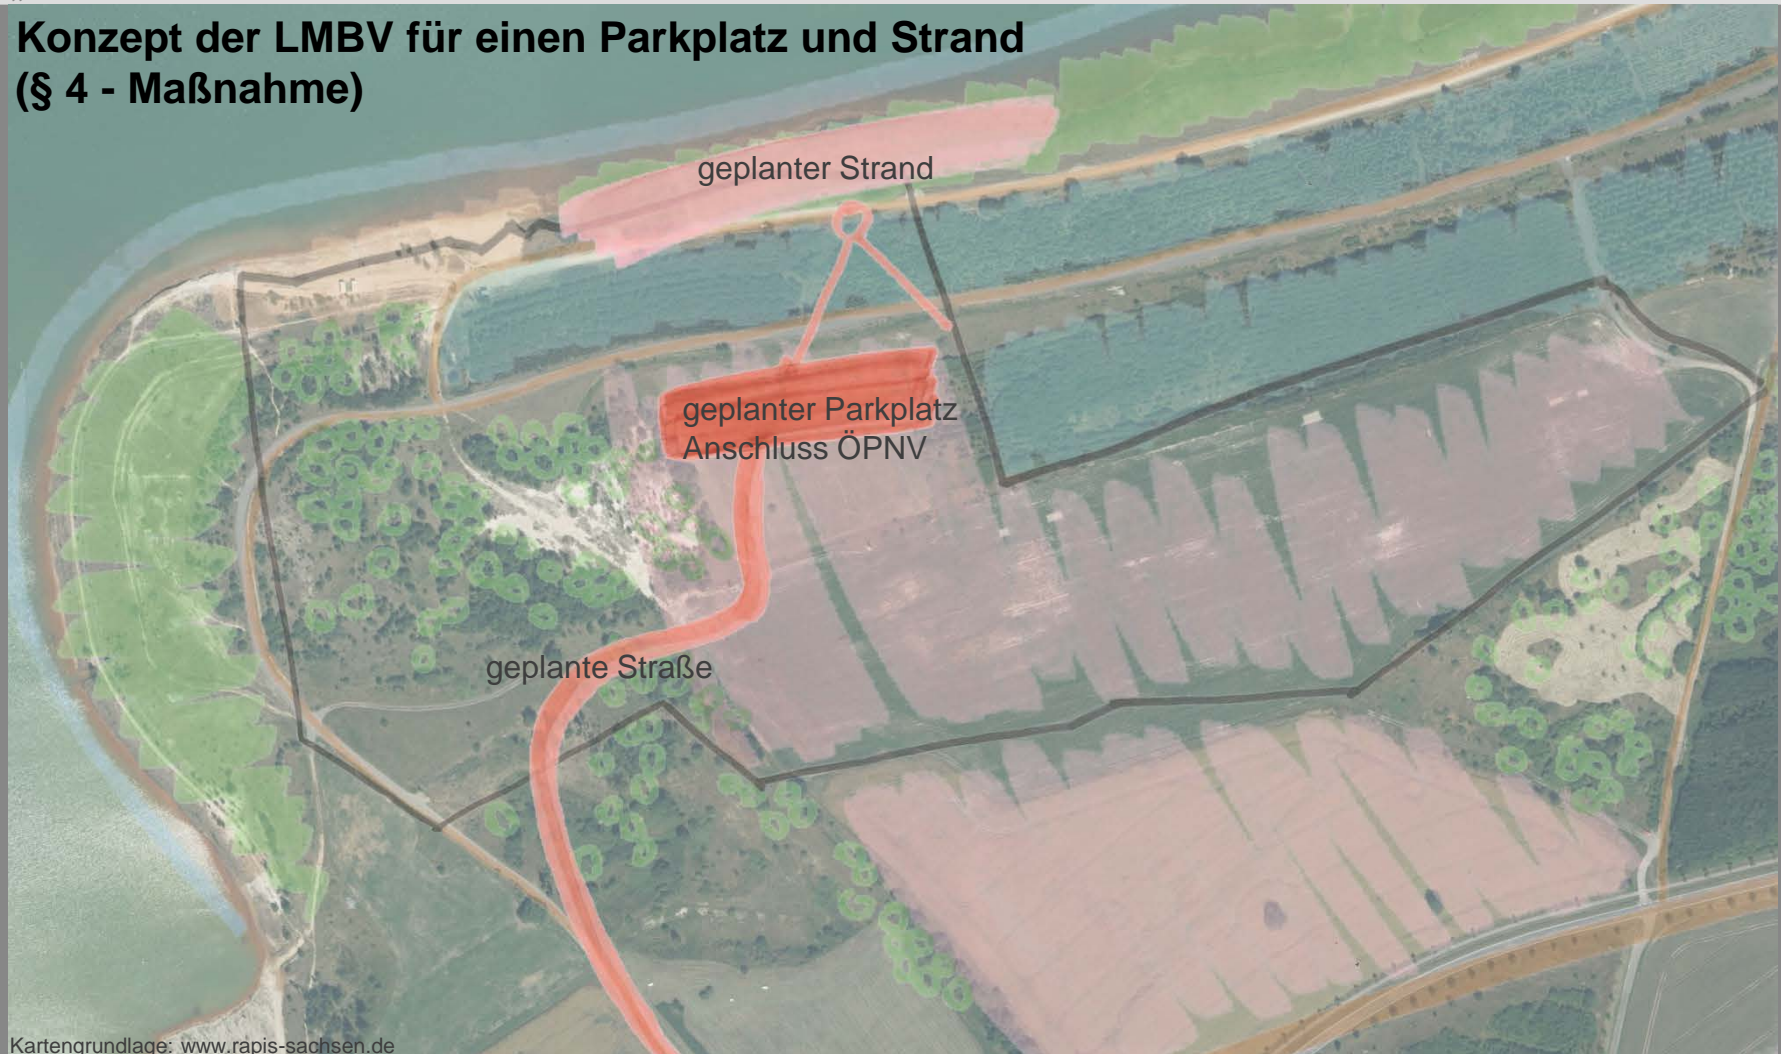 Konzept der LMBV für einen Parkplatz und Strand
(§ 4 - Maßnahme)
geplanter Strand
geplanter Parkplatz
Anschluss ÖPNV
geplante Straße
Kartengrundlage: www.rapis-sachsen.de